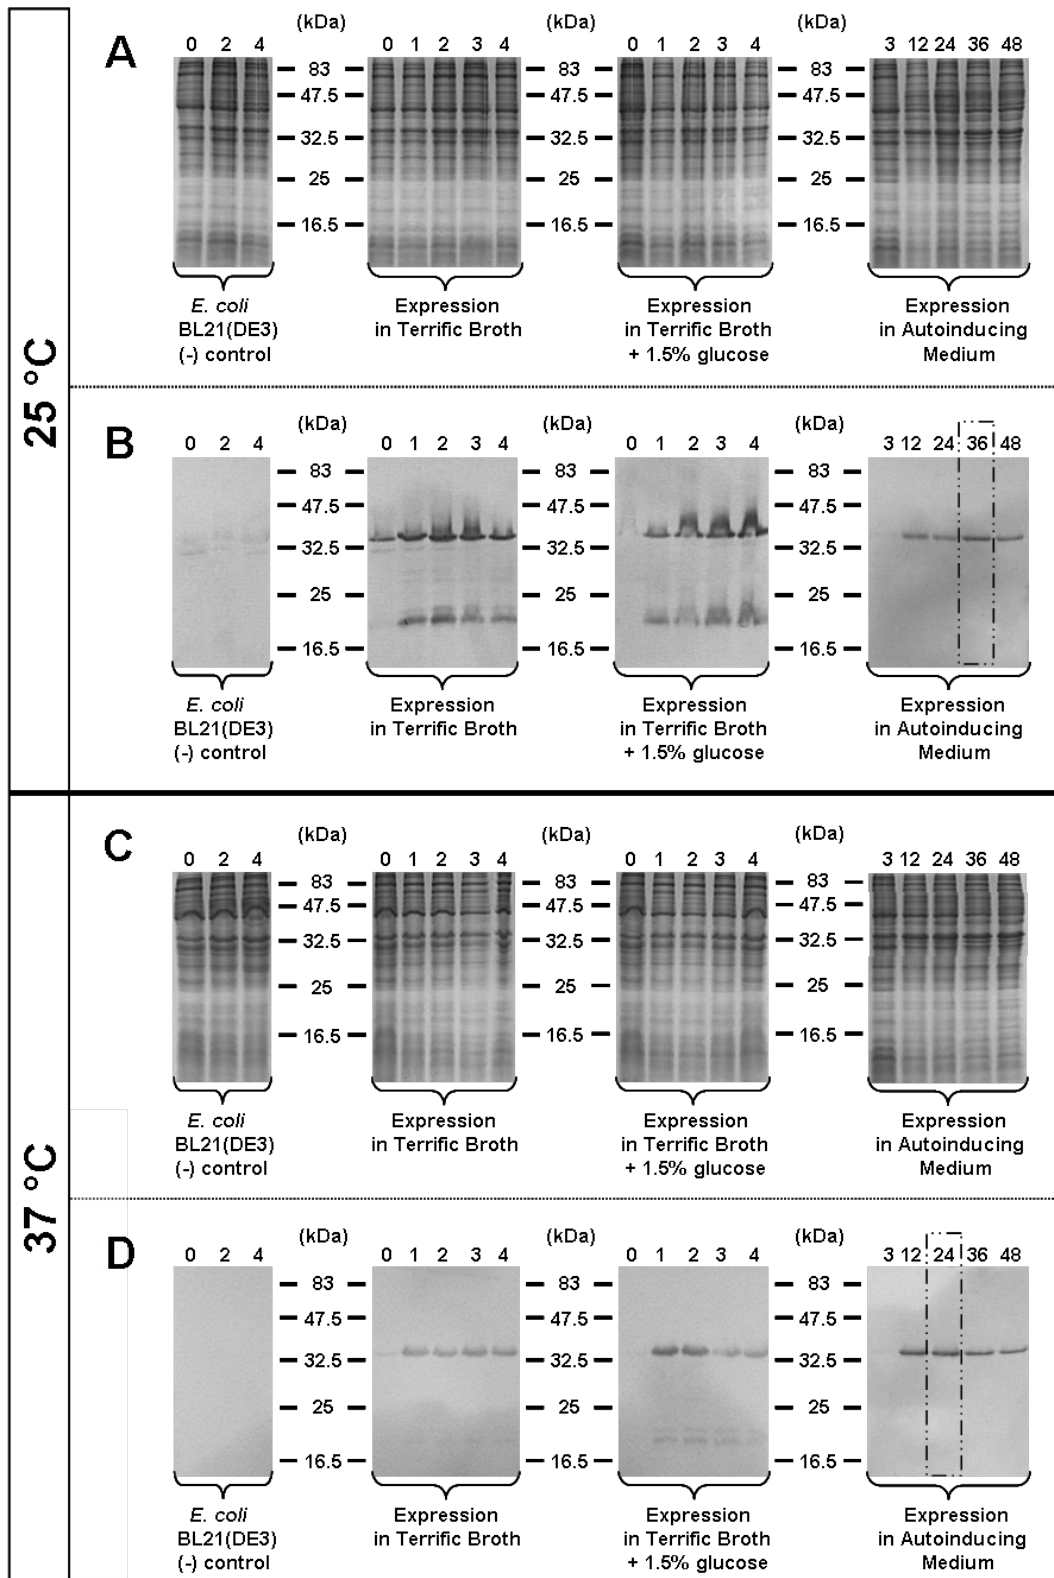 25 °C
A
0 2 4 (kDa) 0 1 2 3 4 (kDa) 0 1 2 3 4 (kDa) 3 12 24 36 48
83 83 83
47.5 47.5 47.5
32.5 32.5 32.5
25 25 25
16.5 16.5 16.5
E. coli
BL21(DE3)
(-) control
Expression
in Terrific Broth
Expression
in Terrific Broth
+ 1.5% glucose
Expression
in Autoinducing
Medium
B
0 2 4 (kDa) 0 1 2 3 4 (kDa) 0 1 2 3 4 (kDa) 3 12 24 36 48
83 83 83
47.5 47.5 47.5
32.5 32.5 32.5
25 25 25
16.5 16.5 16.5
E. coli
BL21(DE3)
(-) control
Expression
in Terrific Broth
Expression
in Terrific Broth
+ 1.5% glucose
Expression
in Autoinducing
Medium
37 °C
C
0 2 4 (kDa) 0 1 2 3 4 (kDa) 0 1 2 3 4 (kDa) 3 12 24 36 48
83 83 83
47.5 47.5 47.5
32.5 32.5 32.5
25 25 25
16.5 16.5 16.5
E. coli
BL21(DE3)
(-) control
Expression
in Terrific Broth
Expression
in Terrific Broth
+ 1.5% glucose
Expression
in Autoinducing
Medium
D
0 2 4 (kDa) 0 1 2 3 4 (kDa) 0 1 2 3 4 (kDa) 3 12 24 36 48
83 83 83
47.5 47.5 47.5
32.5 32.5 32.5
25 25 25
16.5 16.5 16.5
E. coli
BL21(DE3)
(-) control
Expression
in Terrific Broth
Expression
in Terrific Broth
+ 1.5% glucose
Expression
in Autoinducing
Medium